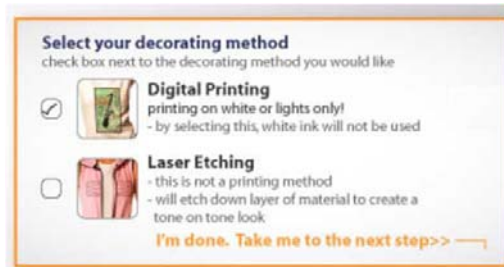 Select your decorating method
check box next to the decorating method you would like
Digital Printing
printing on white or lights only!
- by selecting this, white ink will not be used
Laser Etching
- this is not a printing method
- will etch down layer of material to create a
tone on tone look
I'm done. Take me to the next step>>